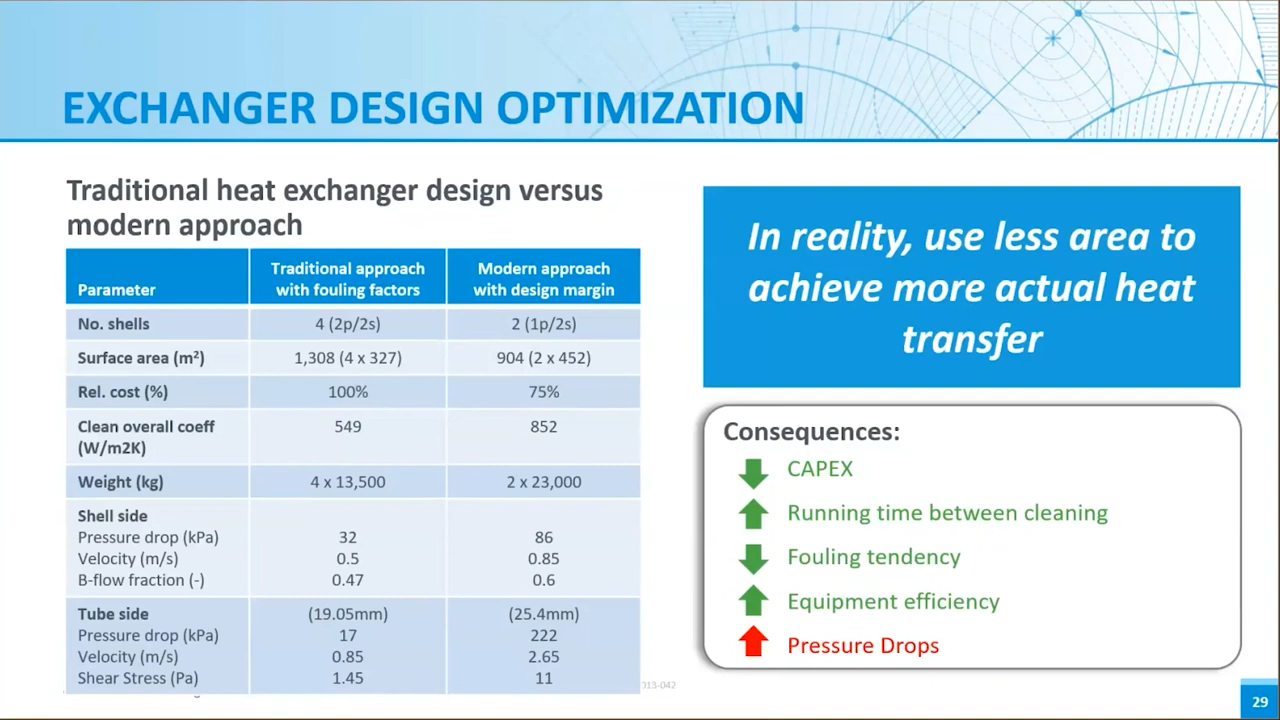 EXCHANGER DESIGN OPTIMIZATION
Traditional heat exchanger design versus
modern approach
Parameter
Traditional approach
with fouling factors
Modern approach
with design margin
No. shells 4 (2p/2s) 2 (1p/2s)
Surface area (m²) 1,308 (4 x 327) 904 (2 x 452)
Rel. cost (%) 100% 75%
Clean overall coeff 549 852
(W/m2K)
Weight (kg) 4 x 13,500 2 x 23,000
Shell side
Pressure drop (kPa) 32 86
Velocity (m/s) 0.5 0.85
B-flow fraction (-) 0.47 0.6
Tube side (19.05mm) (25.4mm)
Pressure drop (kPa) 17 222
Velocity (m/s) 0.85 2.65
Shear Stress (Pa) 1.45 11
In reality, use less area to
achieve more actual heat
transfer
Consequences:
CAPEX
Running time between cleaning
Fouling tendency
Equipment efficiency
Pressure Drops
29